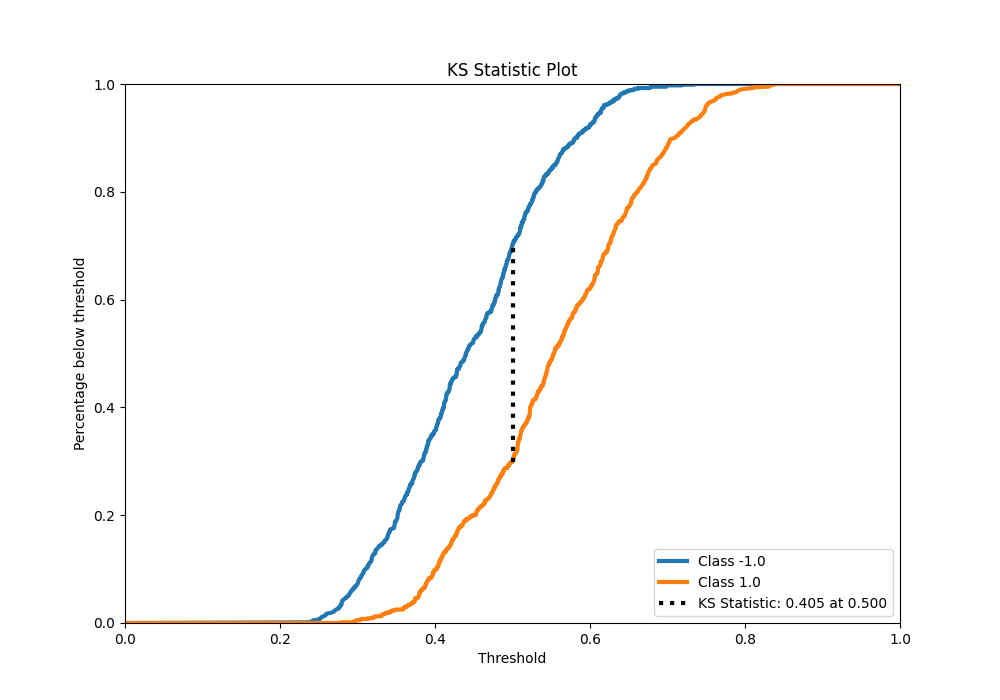 KS Statistic Plot
1.0
0.8
0.6
0.4
0.2
0.0
Percentage below threshold
0.0 0.2 0.4 0.6 0.8 1.0
Threshold
Class -1.0
Class 1.0
KS Statistic: 0.405 at 0.500